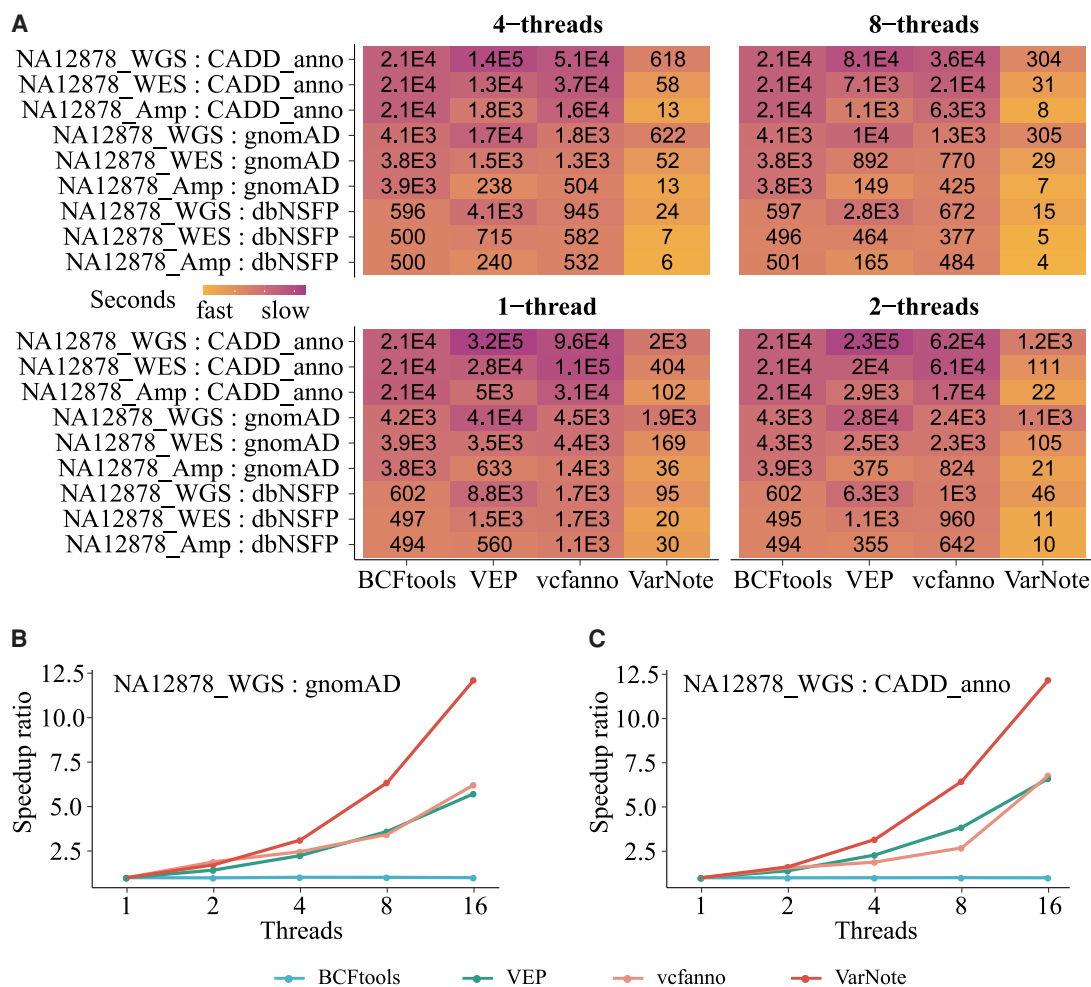 A
4−threads 8−threads
NA12878_WGS : CADD_anno 2.1E4 1.4E5 5.1E4 618 2.1E4 8.1E4 3.6E4 304
NA12878_WES : CADD_anno 2.1E4 1.3E4 3.7E4 58 2.1E4 7.1E3 2.1E4 31
NA12878_Amp : CADD_anno 2.1E4 1.8E3 1.6E4 13 2.1E4 1.1E3 6.3E3 8
NA12878_WGS : gnomAD 4.1E3 1.7E4 1.8E3 622 4.1E3 1E4 1.3E3 305
NA12878_WES : gnomAD 3.8E3 1.5E3 1.3E3 52 3.8E3 892 770 29
NA12878_Amp : gnomAD 3.9E3 238 504 13 3.8E3 149 425 7
NA12878_WGS : dbNSFP 596 4.1E3 945 24 597 2.8E3 672 15
NA12878_WES : dbNSFP 500 715 582 7 496 464 377 5
NA12878_Amp : dbNSFP 500 240 532 6 501 165 484 4
Seconds
fast slow
1−thread 2−threads
NA12878_WGS : CADD_anno 2.1E4 3.2E5 9.6E4 2E3 2.1E4 2.3E5 6.2E4 1.2E3
NA12878_WES : CADD_anno 2.1E4 2.8E4 1.1E5 404 2.1E4 2E4 6.1E4 111
NA12878_Amp : CADD_anno 2.1E4 5E3 3.1E4 102 2.1E4 2.9E3 1.7E4 22
NA12878_WGS : gnomAD 4.2E3 4.1E4 4.5E3 1.9E3 4.3E3 2.8E4 2.4E3 1.1E3
NA12878_WES : gnomAD 3.9E3 3.5E3 4.4E3 169 4.3E3 2.5E3 2.3E3 105
NA12878_Amp : gnomAD 3.8E3 633 1.4E3 36 3.9E3 375 824 21
NA12878_WGS : dbNSFP 602 8.8E3 1.7E3 95 602 6.3E3 1E3 46
NA12878_WES : dbNSFP 497 1.5E3 1.7E3 20 495 1.1E3 960 11
NA12878_Amp : dbNSFP 494 560 1.1E3 30 494 355 642 10
BCFtools VEP vcfanno VarNote BCFtools VEP vcfanno VarNote
B
NA12878_WGS : gnomAD
Speedup ratio
12.5
10.0
7.5
5.0
2.5
1 2 4 8 16
Threads
C
NA12878_WGS : CADD_anno
Speedup ratio
12.5
10.0
7.5
5.0
2.5
1 2 4 8 16
Threads
BCFtools VEP vcfanno VarNote